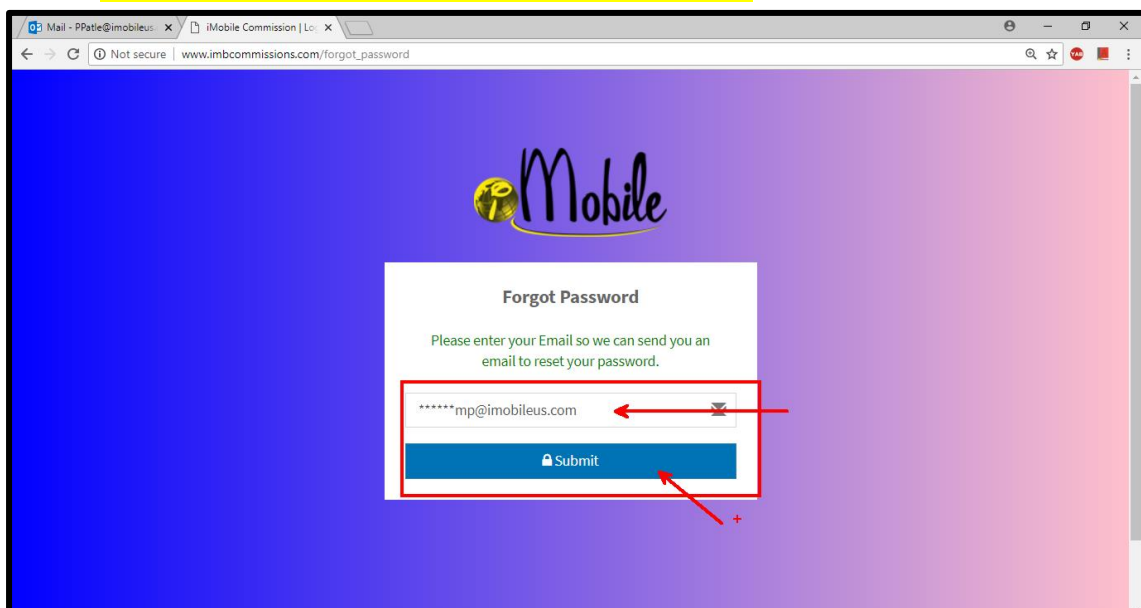 Mail - PPatle@imobileus
iMobile Commission | Lo
Not secure | www.imbcommissions.com/forgot_password
iMobile
Forgot Password
Please enter your Email so we can send you an
email to reset your password.
******mp@imobileus.com
Submit
+